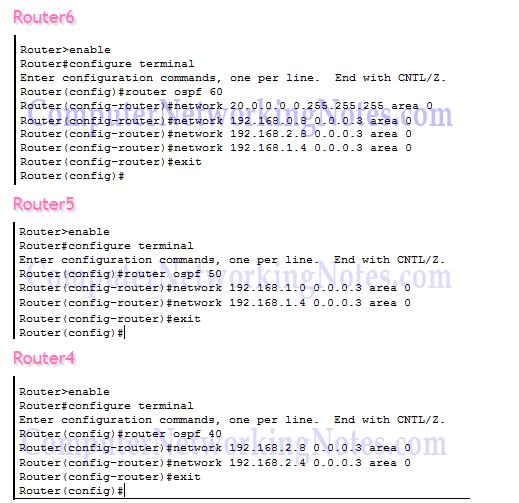 Router6
Router>enable
Router#configure terminal
Enter configuration commands, one per line.  End with CNTL/Z.
Router(config)#router ospf 60
Router(config-router)#network 20.0.0.0 0.255.255.255 area 0
ComputerNetworkingNotes.com
Router(config-router)#network 192.168.0.8 0.0.0.3 area 0
Router(config-router)#network 192.168.2.8 0.0.0.3 area 0
Router(config-router)#network 192.168.1.4 0.0.0.3 area 0
Router(config-router)#exit
Router(config)#
Router5
Router>enable
Router#configure terminal
Enter configuration commands, one per line.  End with CNTL/Z.
Router(config)#router ospf 50
ComputerNetworkingNotes.com
Router(config-router)#network 192.168.1.0 0.0.0.3 area 0
Router(config-router)#network 192.168.1.4 0.0.0.3 area 0
Router(config-router)#exit
Router(config)#
Router4
Router>enable
Router#configure terminal
Enter configuration commands, one per line.  End with CNTL/Z.
Router(config)#router ospf 40
ComputerNetworkingNotes.com
Router(config-router)#network 192.168.2.8 0.0.0.3 area 0
Router(config-router)#network 192.168.2.4 0.0.0.3 area 0
Router(config-router)#exit
Router(config)#